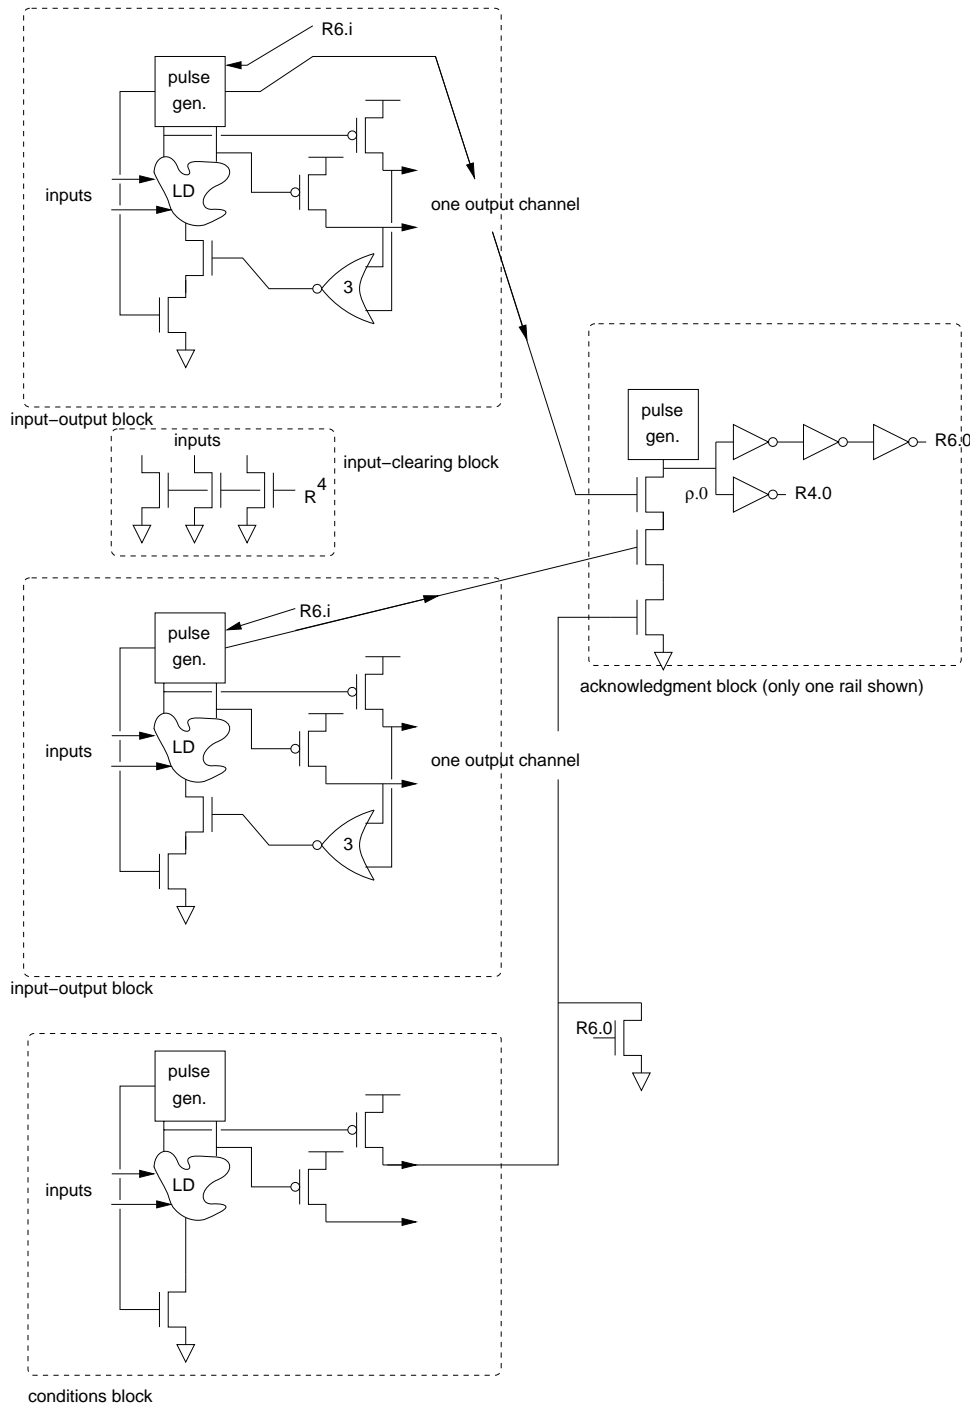 R6.i
pulse
gen.
inputs
LD
one output channel
3
input–output block
inputs
input–clearing block
R 4
pulse
gen.
R6.0
ρ.0
R4.0
R6.i
pulse
gen.
acknowledgment block (only one rail shown)
inputs
LD
one output channel
3
input–output block
R6.0
pulse
gen.
inputs
LD
conditions block